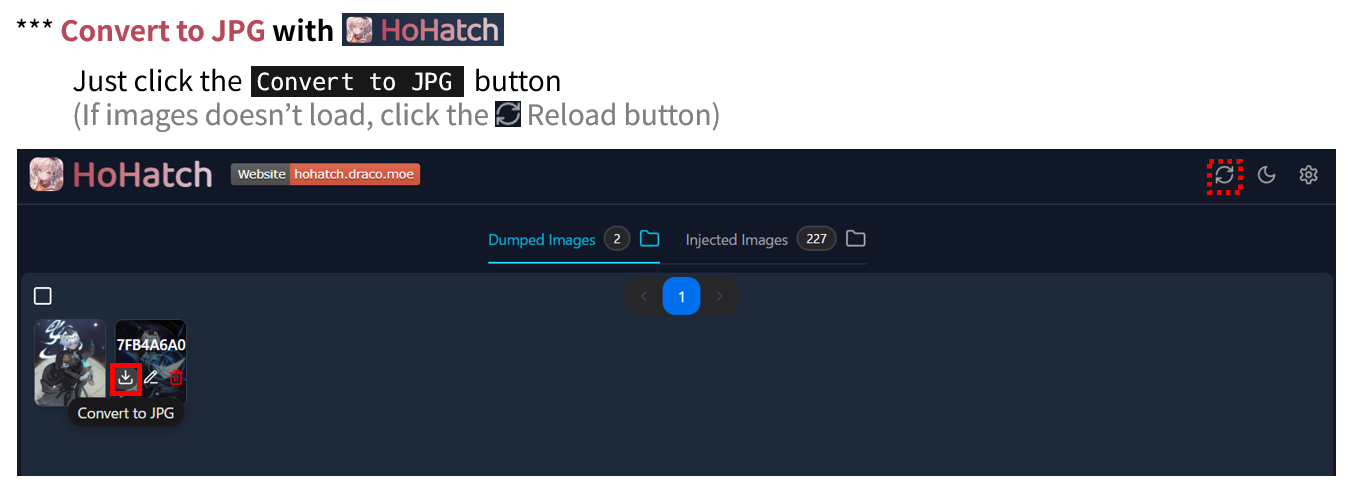 *** Convert to JPG with HoHatch
Just click the Convert to JPG button
(If images doesn't load, click the Reload button)
HoHatch Website hohatch.draco.moe
Dumped Images 2 Injected Images 227
1
7FB4A6A0
Convert to JPG